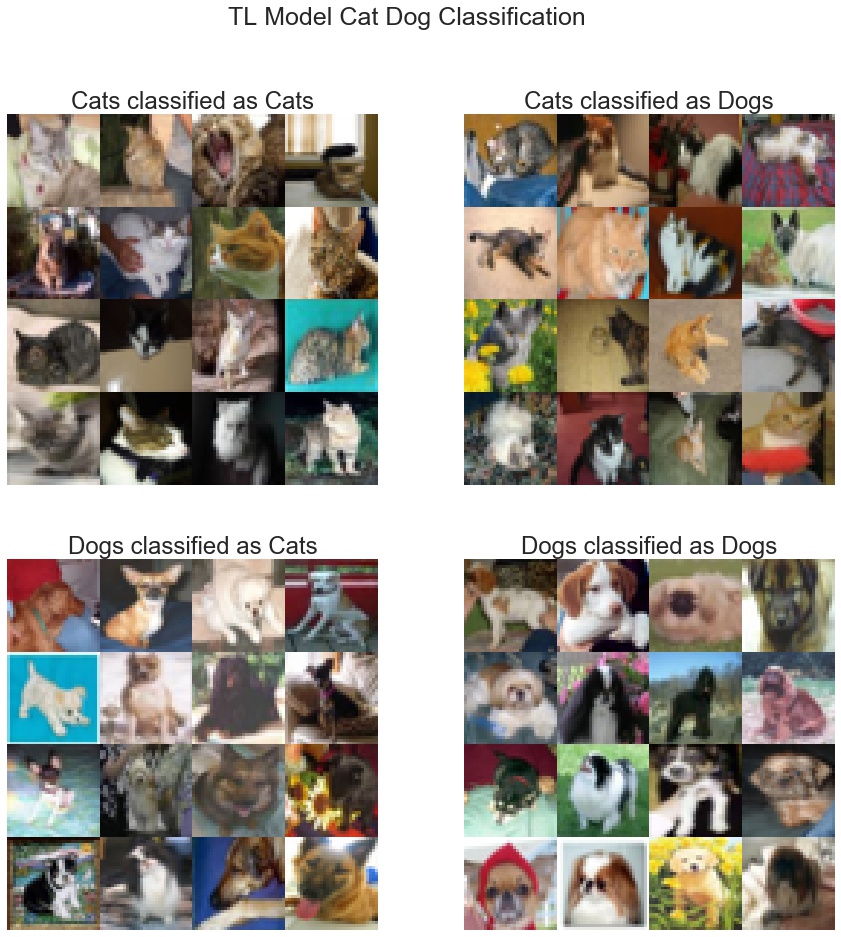 TL Model Cat Dog Classification
Cats classified as Cats
Cats classified as Dogs
Dogs classified as Cats
Dogs classified as Dogs